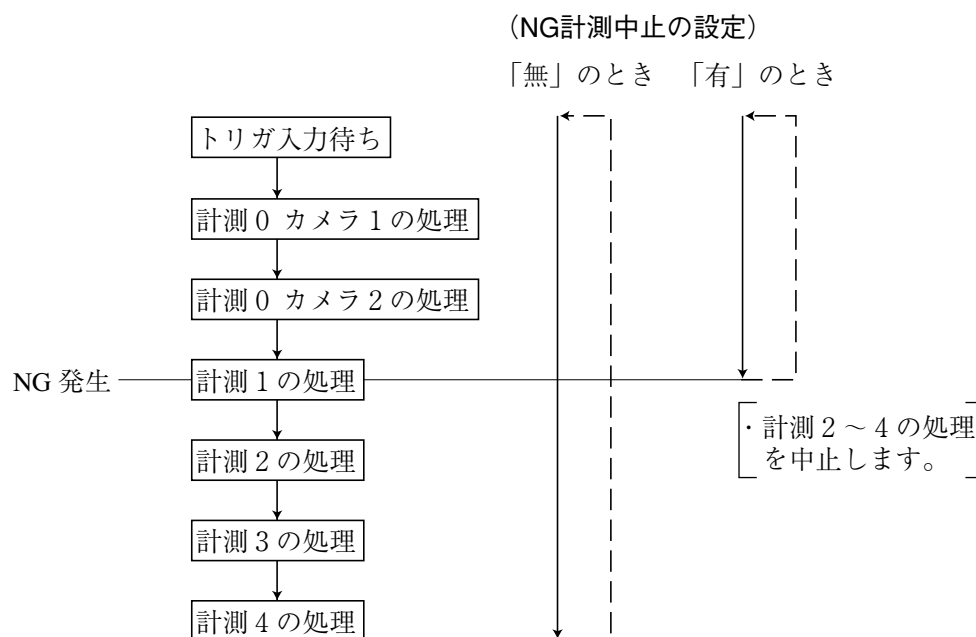 （NG計測中止の設定）
「無」のとき 「有」のとき
トリガ入力待ち
計測０ カメラ１の処理
計測０ カメラ２の処理
NG 発生
計測１の処理
・計測２～４の処理
を中止します。
計測２の処理
計測３の処理
計測４の処理